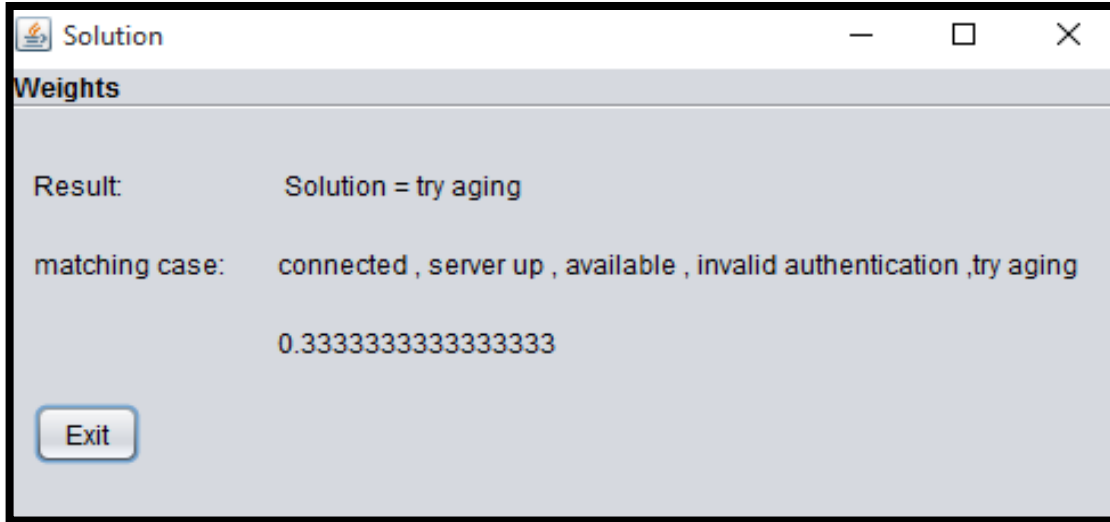 Solution
Weights
Result: Solution = try aging
matching case: connected , server up , available , invalid authentication ,try aging
0.3333333333333333
Exit